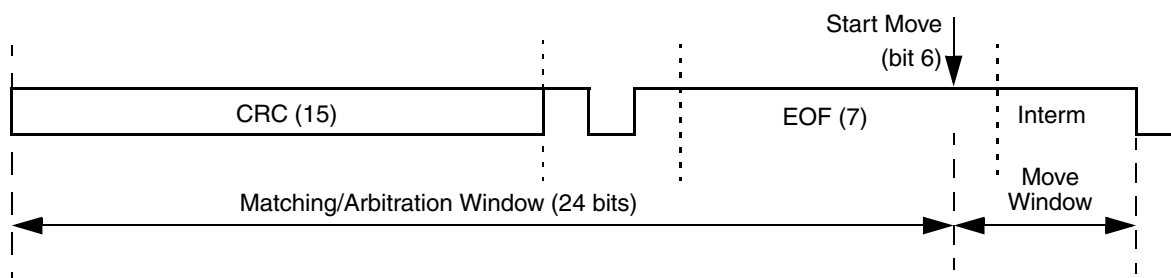 Start Move
(bit 6)
CRC (15)
EOF (7)
Interm
Matching/Arbitration Window (24 bits)
Move
Window